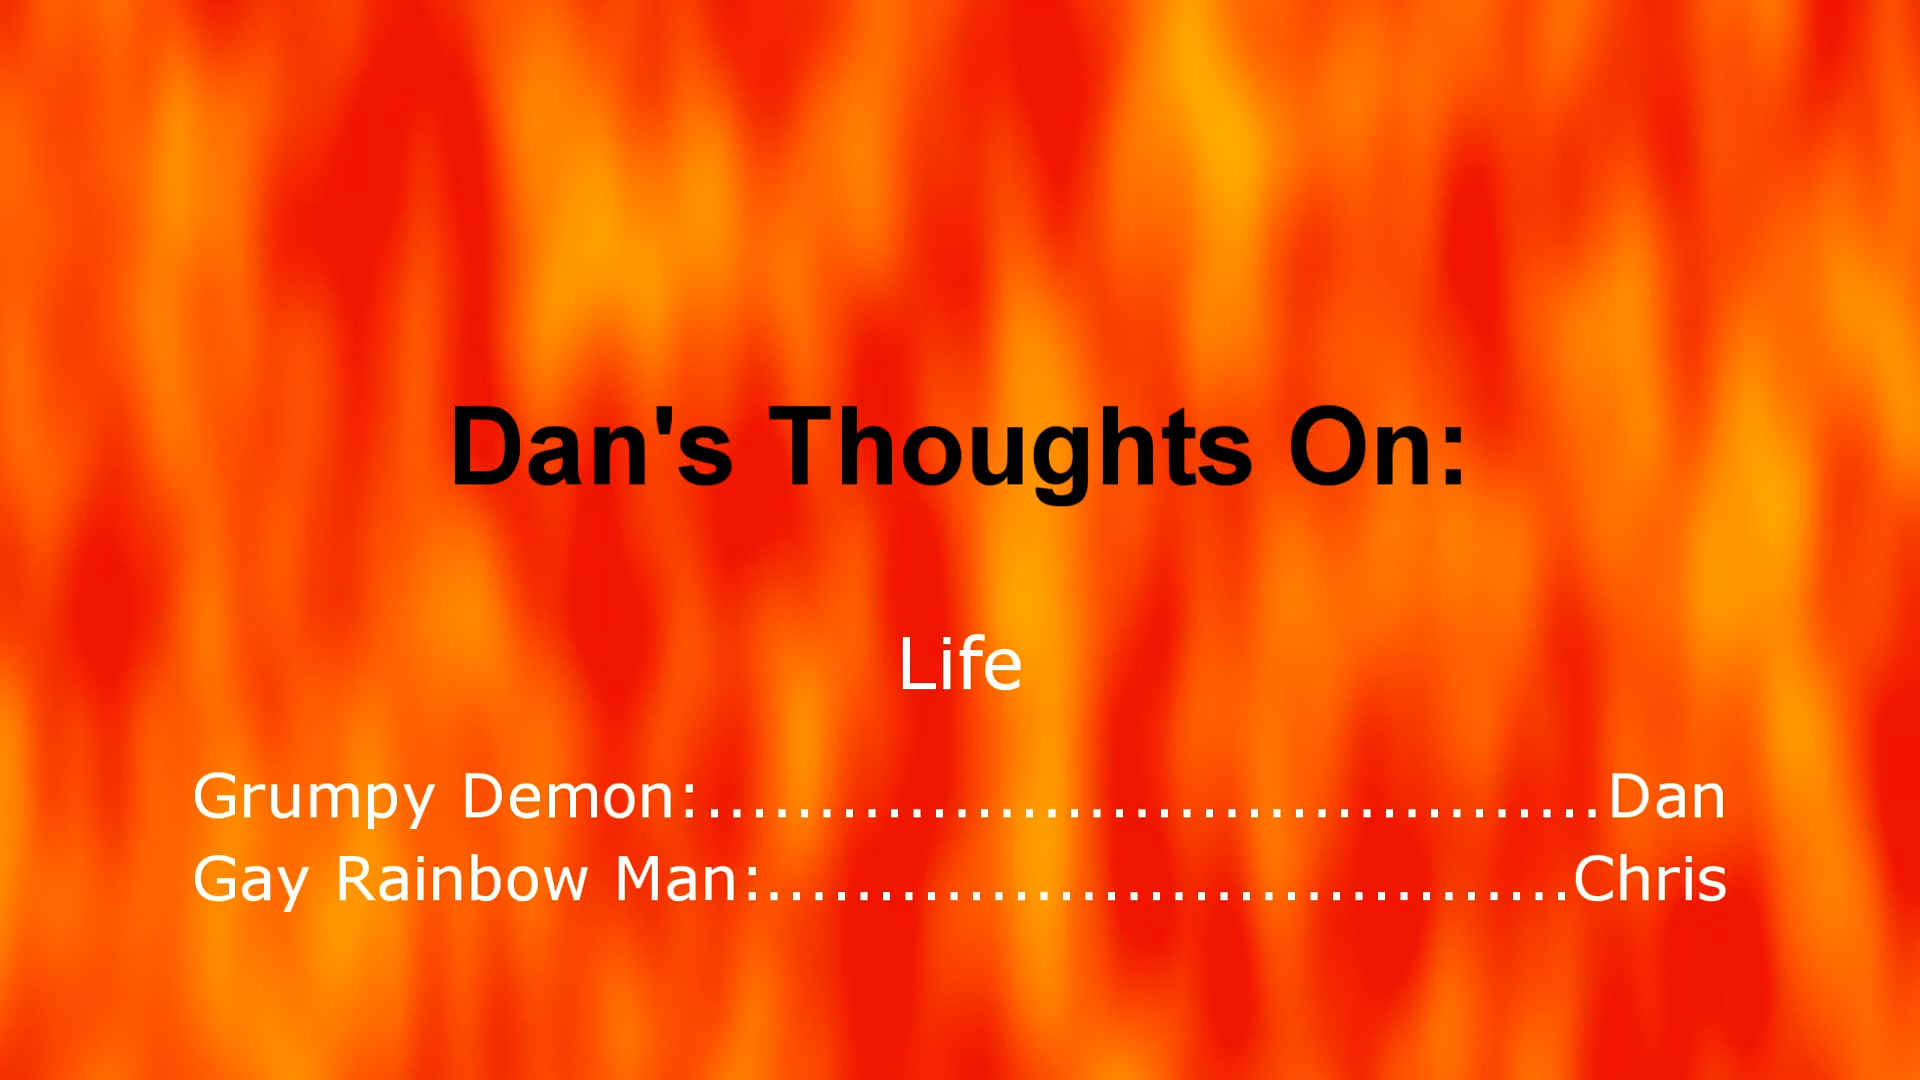 Dan's Thoughts On:
Life
Grumpy Demon:........................................Dan
Gay Rainbow Man:...................................Chris